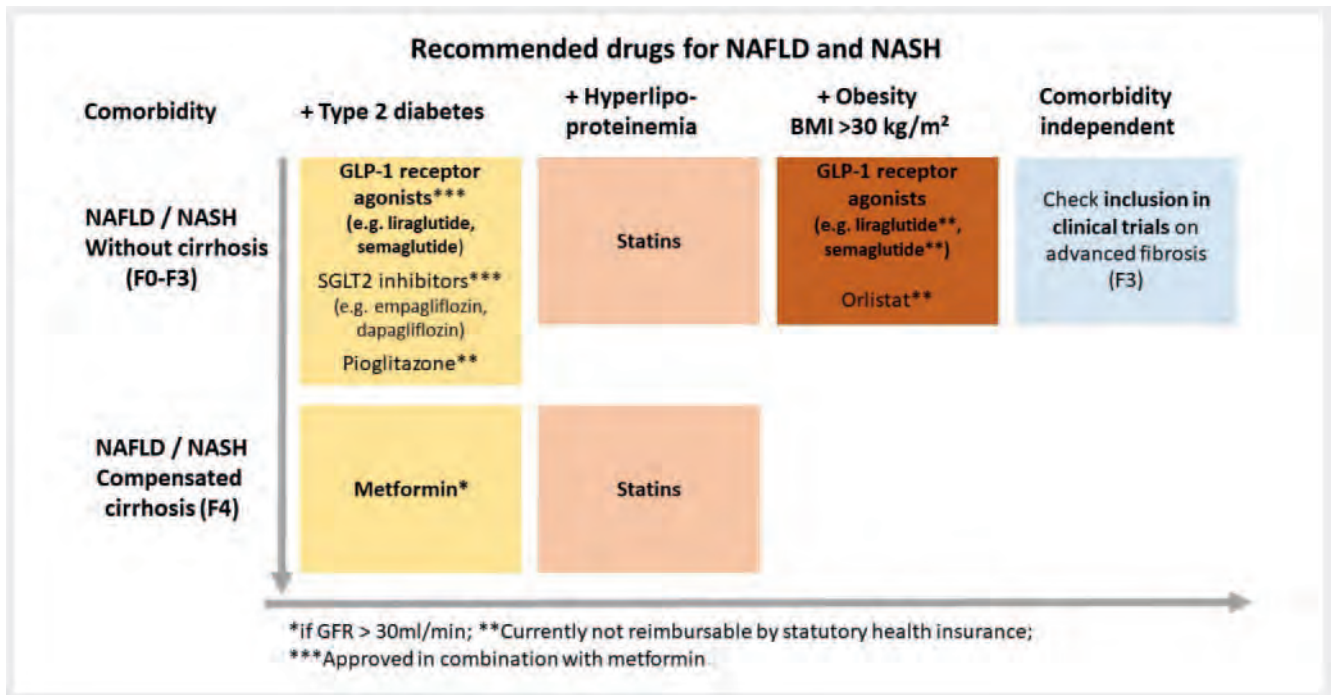 Recommended drugs for NAFLD and NASH
Comorbidity
+ Type 2 diabetes
+ Hyperlipo-
proteinemia
+ Obesity
BMI >30 kg/m²
Comorbidity
independent
NAFLD / NASH
Without cirrhosis
(F0-F3)
GLP-1 receptor
agonists***
(e.g. liraglutide,
semaglutide)
SGLT2 inhibitors***
(e.g. empagliflozin,
dapagliflozin)
Pioglitazone**
Statins
GLP-1 receptor
agonists
(e.g. liraglutide**,
semaglutide**)
Orlistat**
Check inclusion in
clinical trials on
advanced fibrosis
(F3)
NAFLD / NASH
Compensated
cirrhosis (F4)
Metformin*
Statins
*if GFR > 30ml/min; **Currently not reimbursable by statutory health insurance;
***Approved in combination with metformin